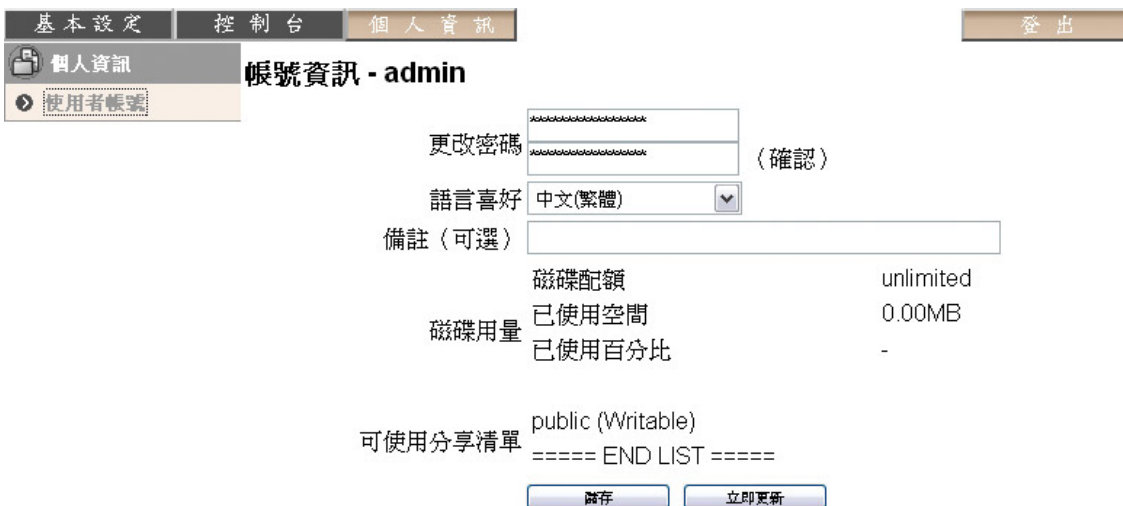 基本設定 控制台 個人資訊 登出
個人資訊
使用者帳號
帳號資訊 - admin
更改密碼 ****************
**************** (確認)
語言喜好 中文(繁體)
備註(可選)
磁碟用量
磁碟配額 unlimited
已使用空間 0.00MB
已使用百分比 -
可使用分享清單
public (Writable)
===== END LIST =====
儲存 立即更新